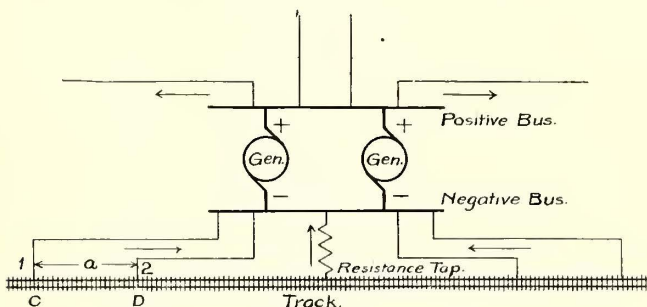 + +
Positive Bus.
Gen. Gen.
- -
Negative Bus.
1 a 2
Resistance Tap.
C D Track.